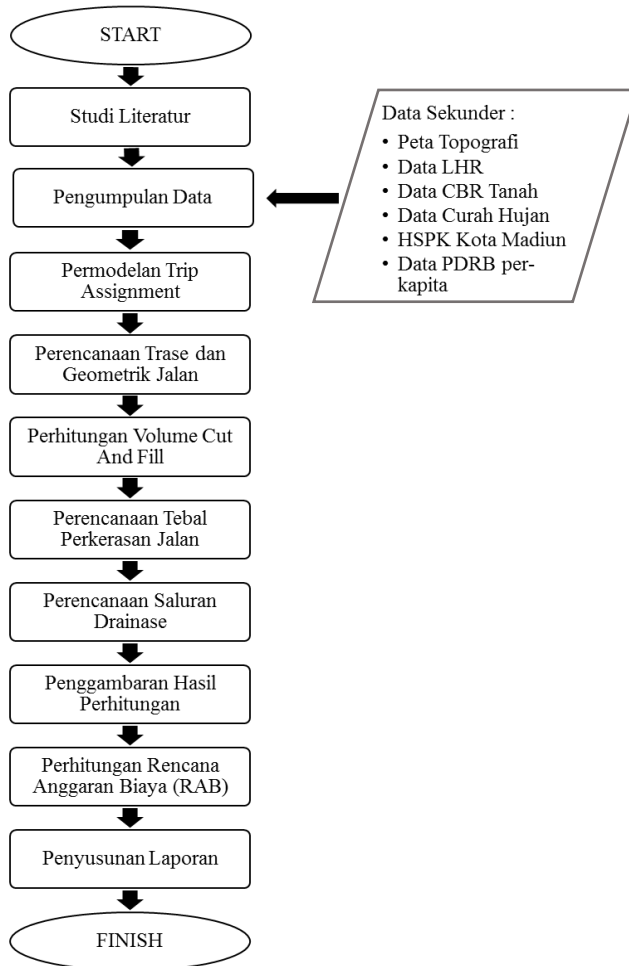 START
Studi Literatur
Pengumpulan Data
Data Sekunder :
• Peta Topografi
• Data LHR
• Data CBR Tanah
• Data Curah Hujan
• HSPK Kota Madiun
• Data PDRB per-
kapita
Permodelan Trip
Assignment
Perencanaan Trase dan
Geometrik Jalan
Perhitungan Volume Cut
And Fill
Perencanaan Tebal
Perkerasan Jalan
Perencanaan Saluran
Drainase
Penggambaran Hasil
Perhitungan
Perhitungan Rencana
Anggaran Biaya (RAB)
Penyusunan Laporan
FINISH